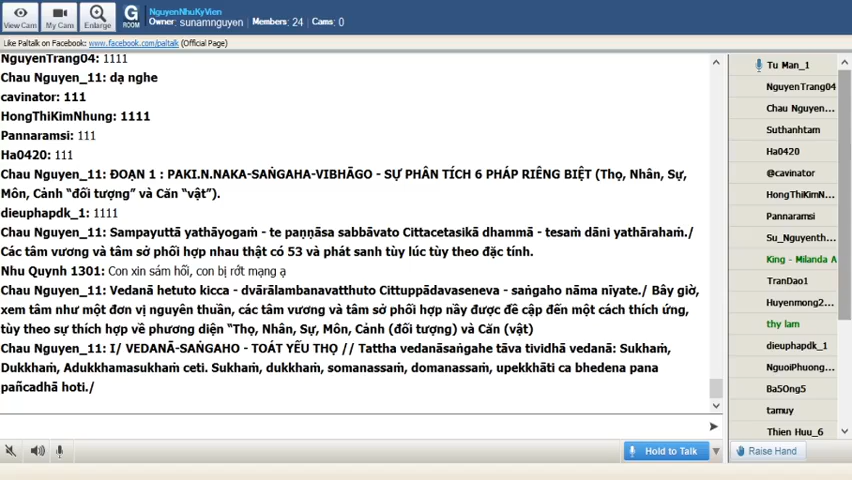 NguyenNhuKyVien
Owner: sunamnguyen Members: 24 Cams: 0
View Cam My Cam Enlarge G ROOM
Like Paltalk on Facebook: www.facebook.com/paltalk (Official Page)
NguyenTrang04: 1111
Chau Nguyen_11: dạ nghe
cavinator: 111
HongThiKimNhung: 1111
Pannaramsi: 111
Ha0420: 111
Chau Nguyen_11: ĐOẠN 1 : PAKI.N.NAKA-SAṄGAHA-VIBHĀGO - SỰ PHÂN TÍCH 6 PHÁP RIÊNG BIỆT (Thọ, Nhân, Sự,
Môn, Cảnh “đối tượng” và Căn “vật”).
dieuphapdk_1: 1111
Chau Nguyen_11: Sampayuttā yathāyogaṁ - te paṇṇāsa sabbāvato Cittacetasikā dhammā - tesaṁ dāni yathārahaṁ./
Các tâm vương và tâm sở phối hợp nhau thật có 53 và phát sanh tùy lúc tùy theo đặc tính.
Nhu Quynh 1301: Con xin sám hối, con bị rớt mạng ạ
Chau Nguyen_11: Vedanā hetuto kicca - dvārālambanavatthuto Cittuppādavaseneva - saṅgaho nāma nīyate./ Bây giờ,
xem tâm như một đơn vị nguyên thuần, các tâm vương và tâm sở phối hợp nầy được đề cập đến một cách thích ứng,
tùy theo sự thích hợp về phương diện “Thọ, Nhân, Sự, Môn, Cảnh (đối tượng) và Căn (vật)
Chau Nguyen_11: I/ VEDANĀ-SAṄGAHO - TOÁT YẾU THỌ // Tattha vedanāsaṅgahe tāva tividhā vedanā: Sukhaṁ,
Dukkhaṁ, Adukkhamasukhaṁ ceti. Sukhaṁ, dukkhaṁ, somanassaṁ, domanassaṁ, upekkhāti ca bhedena pana
pañcadhā hoti./
Hold to Talk
Tu Man_1
NguyenTrang04
Chau Nguyen...
Suthanhtam
Ha0420
@cavinator
HongThiKimN...
Pannaramsi
Su_Nguyenth...
King - Milanda A
TranDao1
Huyenmong2...
thy lam
dieuphapdk_1
NguoiPhuong...
Ba5Ong5
tamuy
Thien Huu_6
Raise Hand